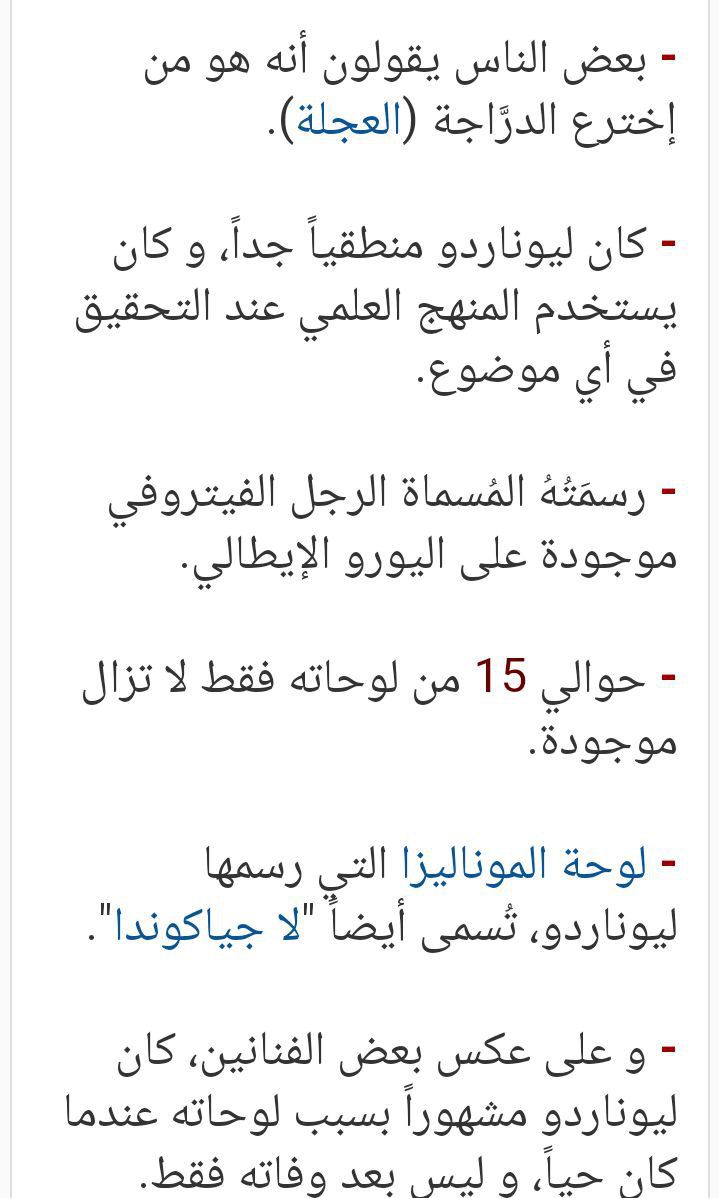 - بعض الناس يقولون أنه هو من
إخترع الدرَّاجة (العجلة).
- كان ليوناردو منطقياً جداً، و كان
يستخدم المنهج العلمي عند التحقيق
في أي موضوع.
- رسمَتُهُ المُسماة الرجل الفيتروفي
موجودة على اليورو الإيطالي.
- حوالي 15 من لوحاته فقط لا تزال
موجودة.
- لوحة الموناليزا التي رسمها
ليوناردو، تُسمى أيضاً "لا جياكوندا".
- و على عكس بعض الفنانين، كان
ليوناردو مشهوراً بسبب لوحاته عندما
كان حياً، و ليس بعد وفاته فقط.